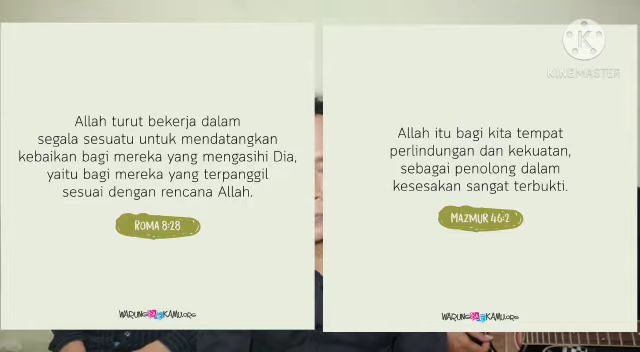 Allah turut bekerja dalam
segala sesuatu untuk mendatangkan
kebaikan bagi mereka yang mengasihi Dia,
yaitu bagi mereka yang terpanggil
sesuai dengan rencana Allah.
ROMA 8:28
Allah itu bagi kita tempat
perlindungan dan kekuatan,
sebagai penolong dalam
kesesakan sangat terbukti.
MAZMUR 46:2
KINEMASTER